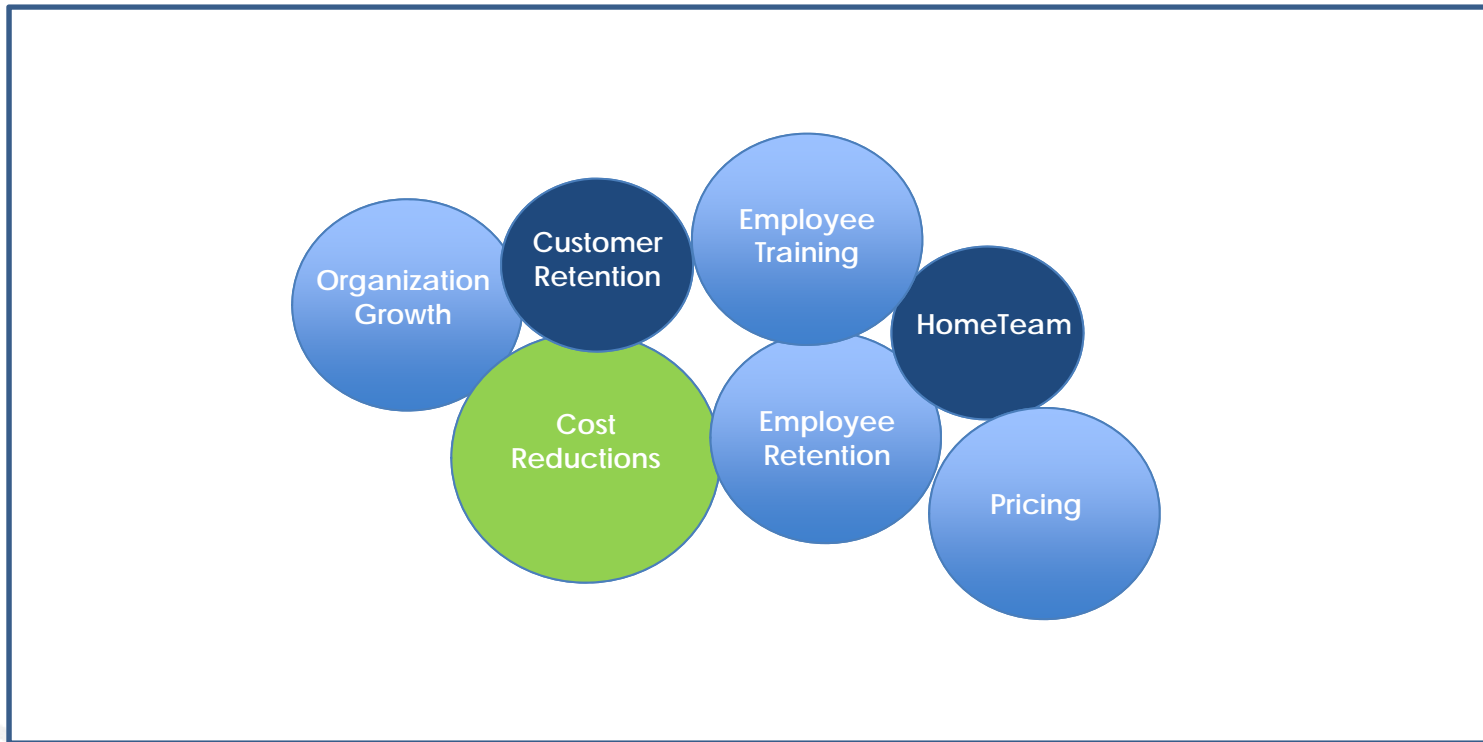 Organization
Growth
Customer
Retention
Employee
Training
HomeTeam
Cost
Reductions
Employee
Retention
Pricing